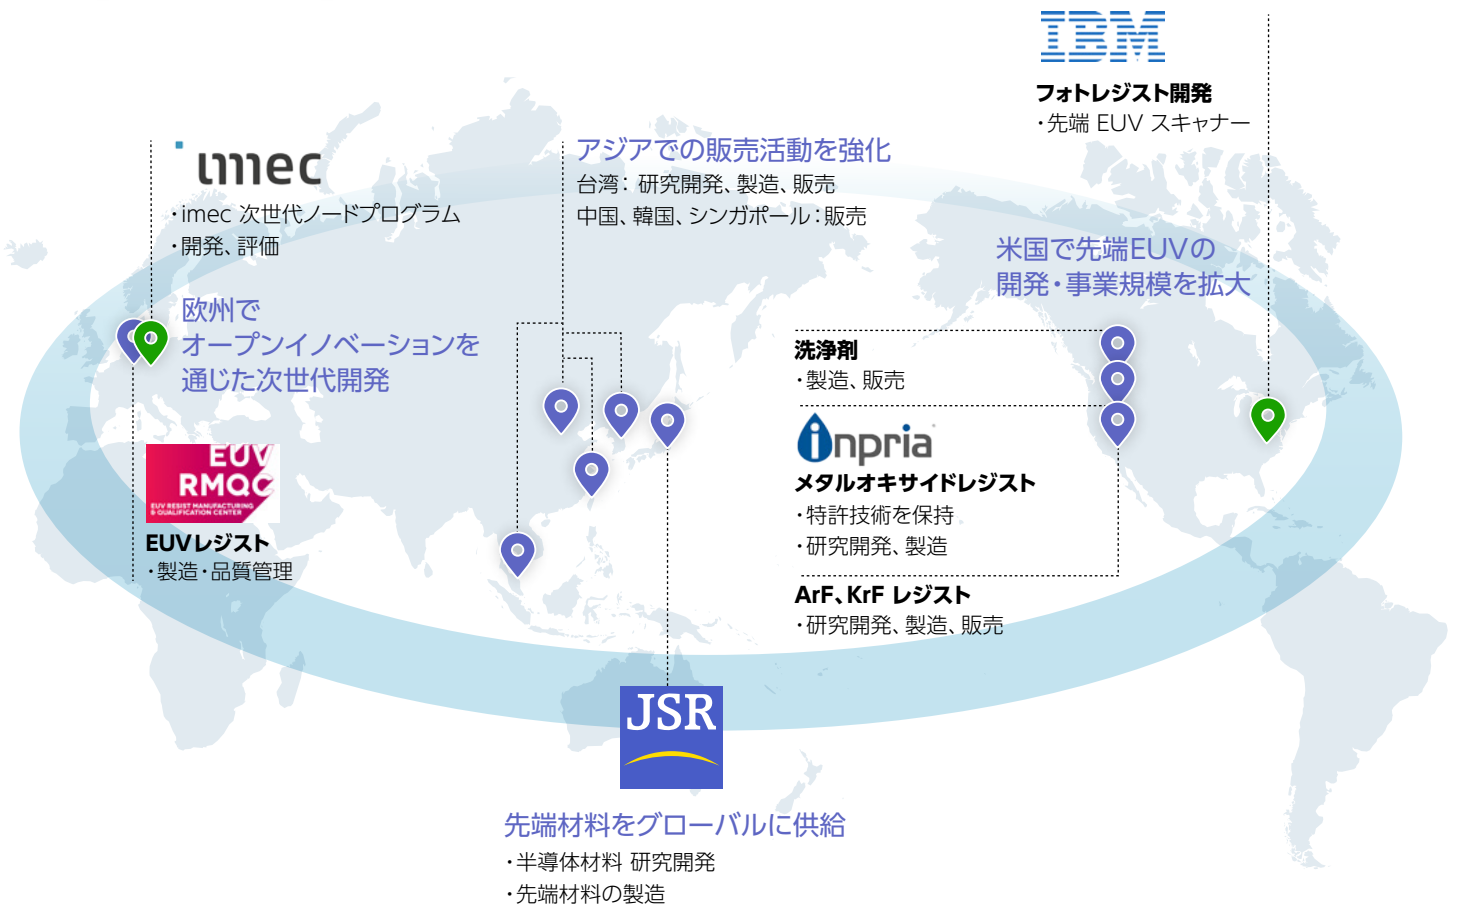 IBM
フォトレジスト開発
・先端 EUV スキャナー
imec
・imec 次世代ノードプログラム
・開発、評価
アジアでの販売活動を強化
台湾：研究開発、製造、販売
中国、韓国、シンガポール：販売
米国で先端EUVの
開発・事業規模を拡大
欧州で
オープンイノベーションを
通じた次世代開発
洗浄剤
・製造、販売
inpria
メタルオキサイドレジスト
・特許技術を保持
・研究開発、製造
EUV
RMQC
EUV RESIST MANUFACTURING
& QUALIFICATION CENTER
EUVレジスト
・製造・品質管理
ArF、KrF レジスト
・研究開発、製造、販売
JSR
先端材料をグローバルに供給
・半導体材料 研究開発
・先端材料の製造